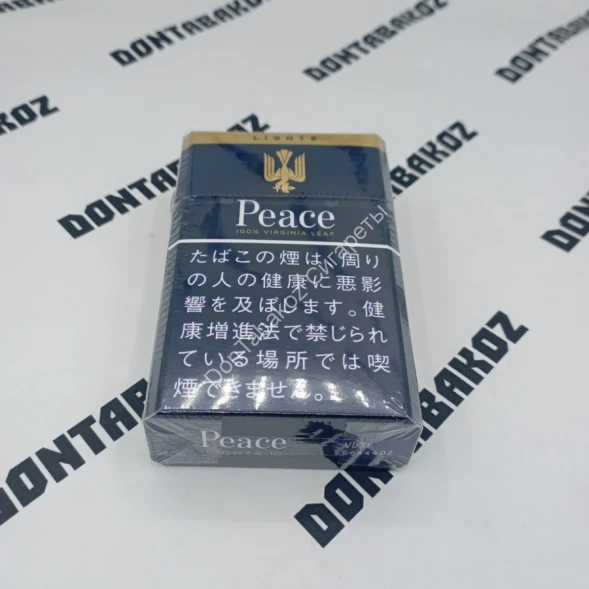 DONTABAKOZ
DONTABAKOZ
DONTABAKOZ
DONTABAKOZ
LIGHTS
Peace
100% VIRGINIA LEAF
たばこの煙は、周り
の人の健康に悪影
響を及ぼします。健
康増進法で禁じられ
ている場所では喫
煙できません。
Dontabakoz Сигареты
Peace
LIGHTS 10
DONTABAKOZ
DONTABAKOZ